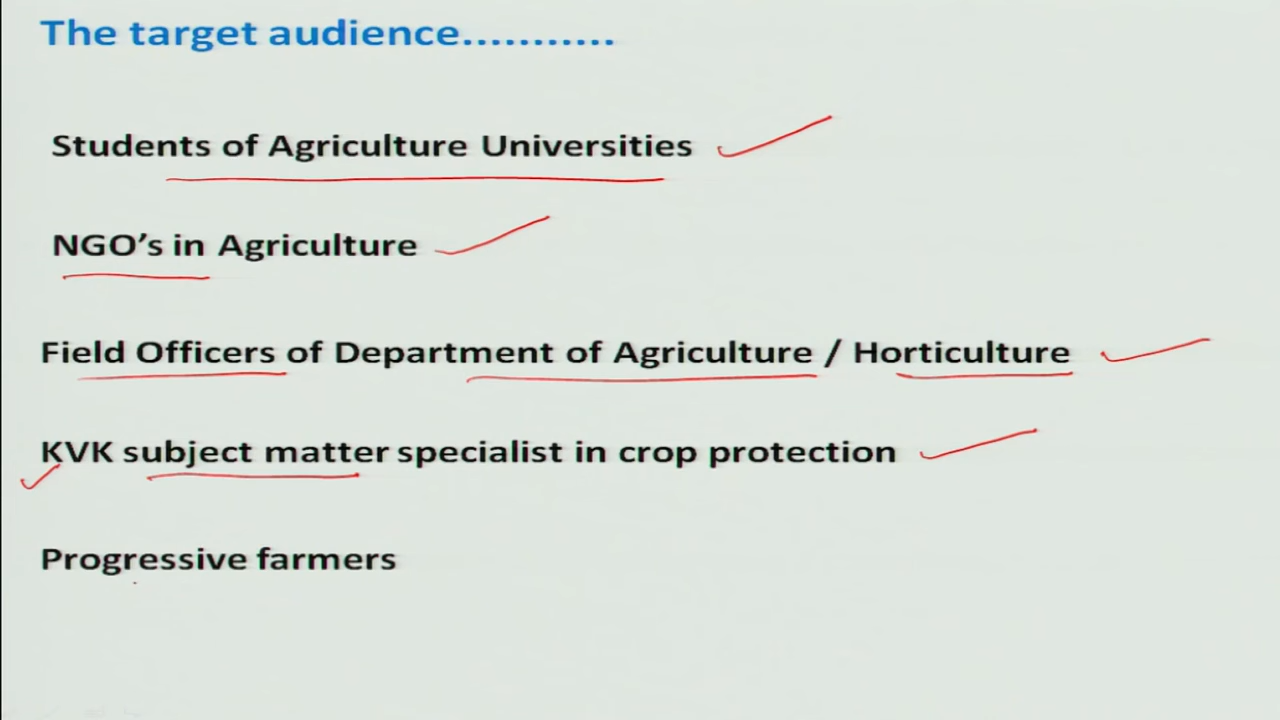 The target audience...........
Students of Agriculture Universities
NGO’s in Agriculture
Field Officers of Department of Agriculture / Horticulture
KVK subject matter specialist in crop protection
Progressive farmers